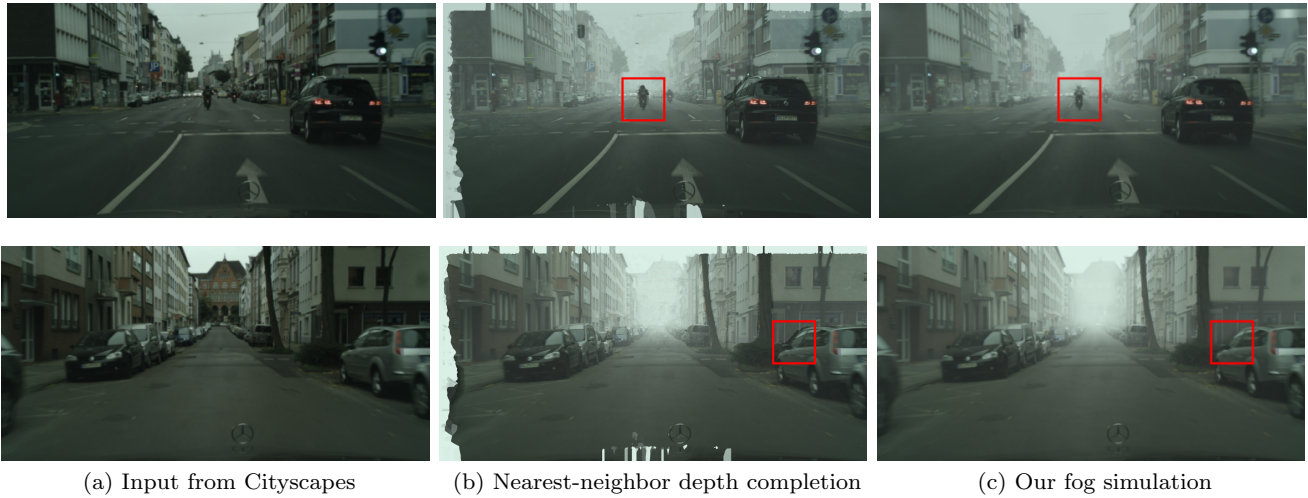 (a) Input from Cityscapes
(b) Nearest-neighbor depth completion
(c) Our fog simulation